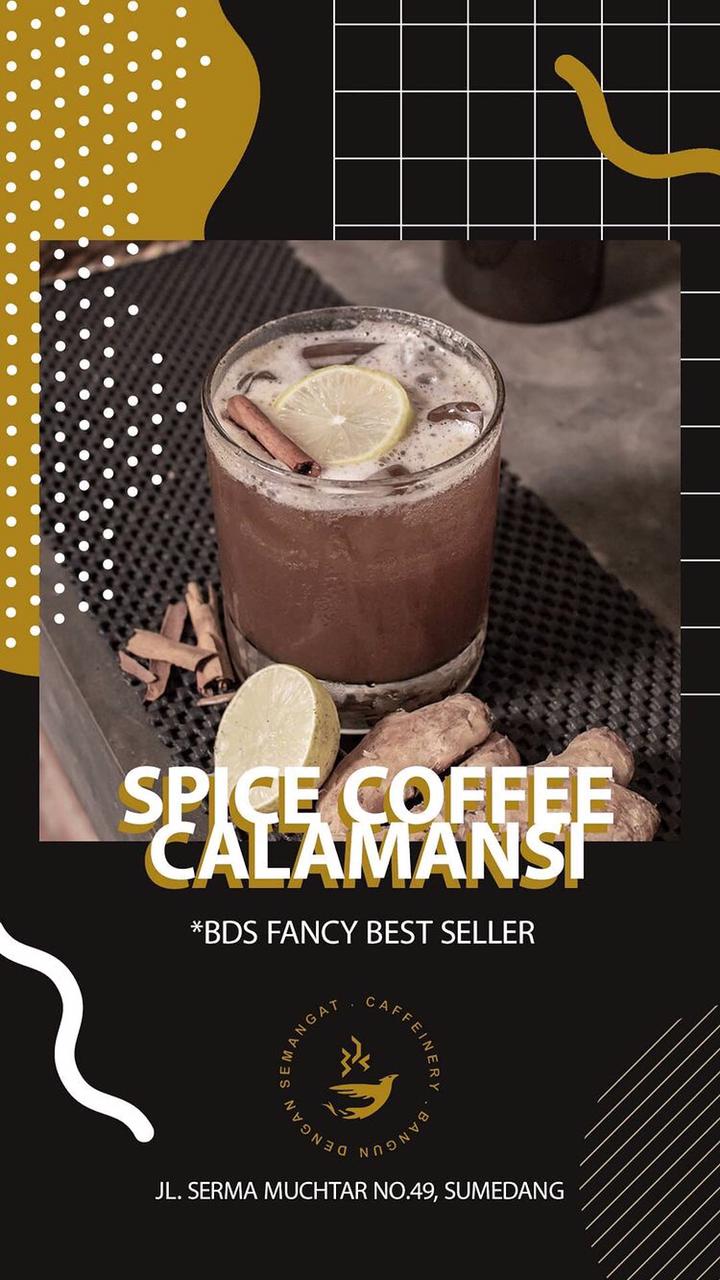 SPICE COFFEE
CALAMANSI
*BDS FANCY BEST SELLER
CAFFEINERY . BANGUN DENGAN SEMANGAT .
JL. SERMA MUCHTAR NO.49, SUMEDANG